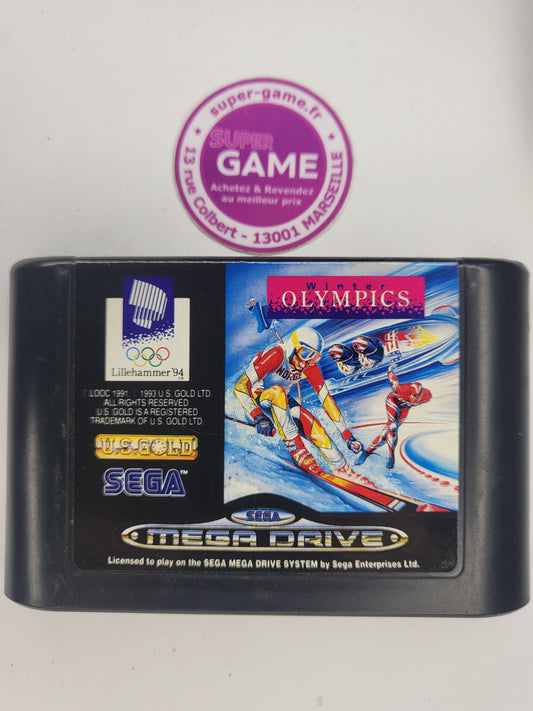 super-game.fr
SUPER
GAME
Achetez & Revendez
au meilleur prix
* 13 rue Colbert - 13001 MARSEILLE *
Winter
OLYMPICS
Lillehammer '94
LOOC 1991 1993 U.S. GOLD LTD.
ALL RIGHTS RESERVED
U.S. GOLD IS A REGISTERED
TRADEMARK OF U.S. GOLD LTD
U.S. GOLD
SEGA™
SEGA
MEGA DRIVE
Licensed to play on the SEGA MEGA DRIVE SYSTEM by Sega Enterprises Ltd.